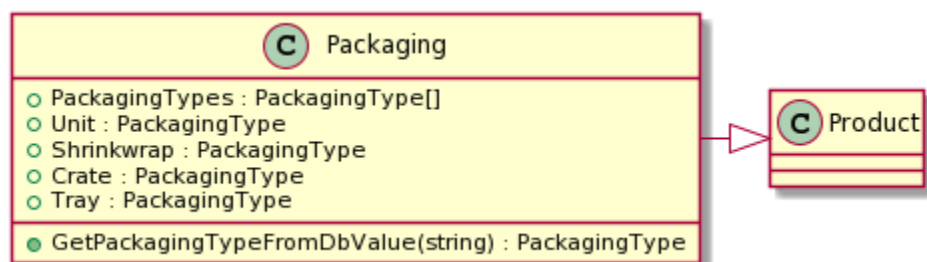 C Packaging
PackagingTypes : PackagingType[]
Unit : PackagingType
Shrinkwrap : PackagingType
Crate : PackagingType
Tray : PackagingType
GetPackagingTypeFromDbValue(string) : PackagingType
C Product